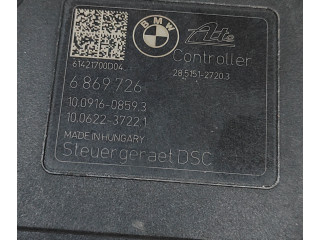 BMW
Ate
Controller
61421700D04
28.5151-2720.3
6 869 726
10.0916-0859.3
10.0622-3722.1
MADE IN HUNGARY
Steuergeraet DSC